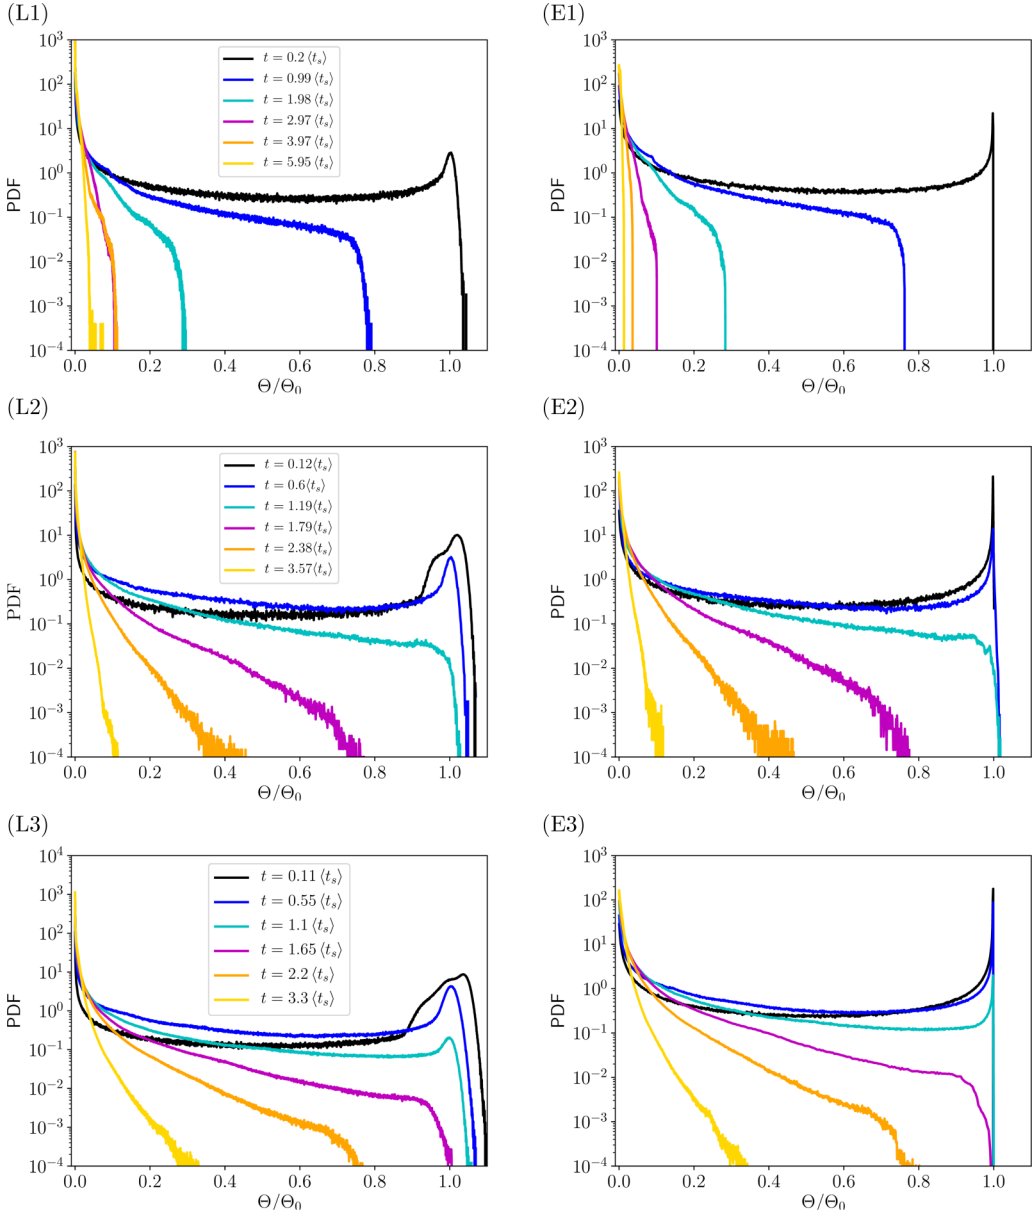 (L1)
10^3
10^2
10^1
10^0
10^−1
10^−2
10^−3
10^−4
PDF
t = 0.2 ⟨t_s⟩
t = 0.99 ⟨t_s⟩
t = 1.98 ⟨t_s⟩
t = 2.97 ⟨t_s⟩
t = 3.97 ⟨t_s⟩
t = 5.95 ⟨t_s⟩
0.0 0.2 0.4 0.6 0.8 1.0
Θ/Θ_0
(E1)
10^3
10^2
10^1
10^0
10^−1
10^−2
10^−3
10^−4
PDF
0.0 0.2 0.4 0.6 0.8 1.0
Θ/Θ_0
(L2)
10^3
10^2
10^1
10^0
10^−1
10^−2
10^−3
10^−4
PDF
t = 0.12⟨t_s⟩
t = 0.6⟨t_s⟩
t = 1.19⟨t_s⟩
t = 1.79⟨t_s⟩
t = 2.38⟨t_s⟩
t = 3.57⟨t_s⟩
0.0 0.2 0.4 0.6 0.8 1.0
Θ/Θ_0
(E2)
10^3
10^2
10^1
10^0
10^−1
10^−2
10^−3
10^−4
PDF
0.0 0.2 0.4 0.6 0.8 1.0
Θ/Θ_0
(L3)
10^4
10^3
10^2
10^1
10^0
10^−1
10^−2
10^−3
10^−4
PDF
t = 0.11 ⟨t_s⟩
t = 0.55 ⟨t_s⟩
t = 1.1 ⟨t_s⟩
t = 1.65 ⟨t_s⟩
t = 2.2 ⟨t_s⟩
t = 3.3 ⟨t_s⟩
0.0 0.2 0.4 0.6 0.8 1.0
Θ/Θ_0
(E3)
10^3
10^2
10^1
10^0
10^−1
10^−2
10^−3
10^−4
PDF
0.0 0.2 0.4 0.6 0.8 1.0
Θ/Θ_0